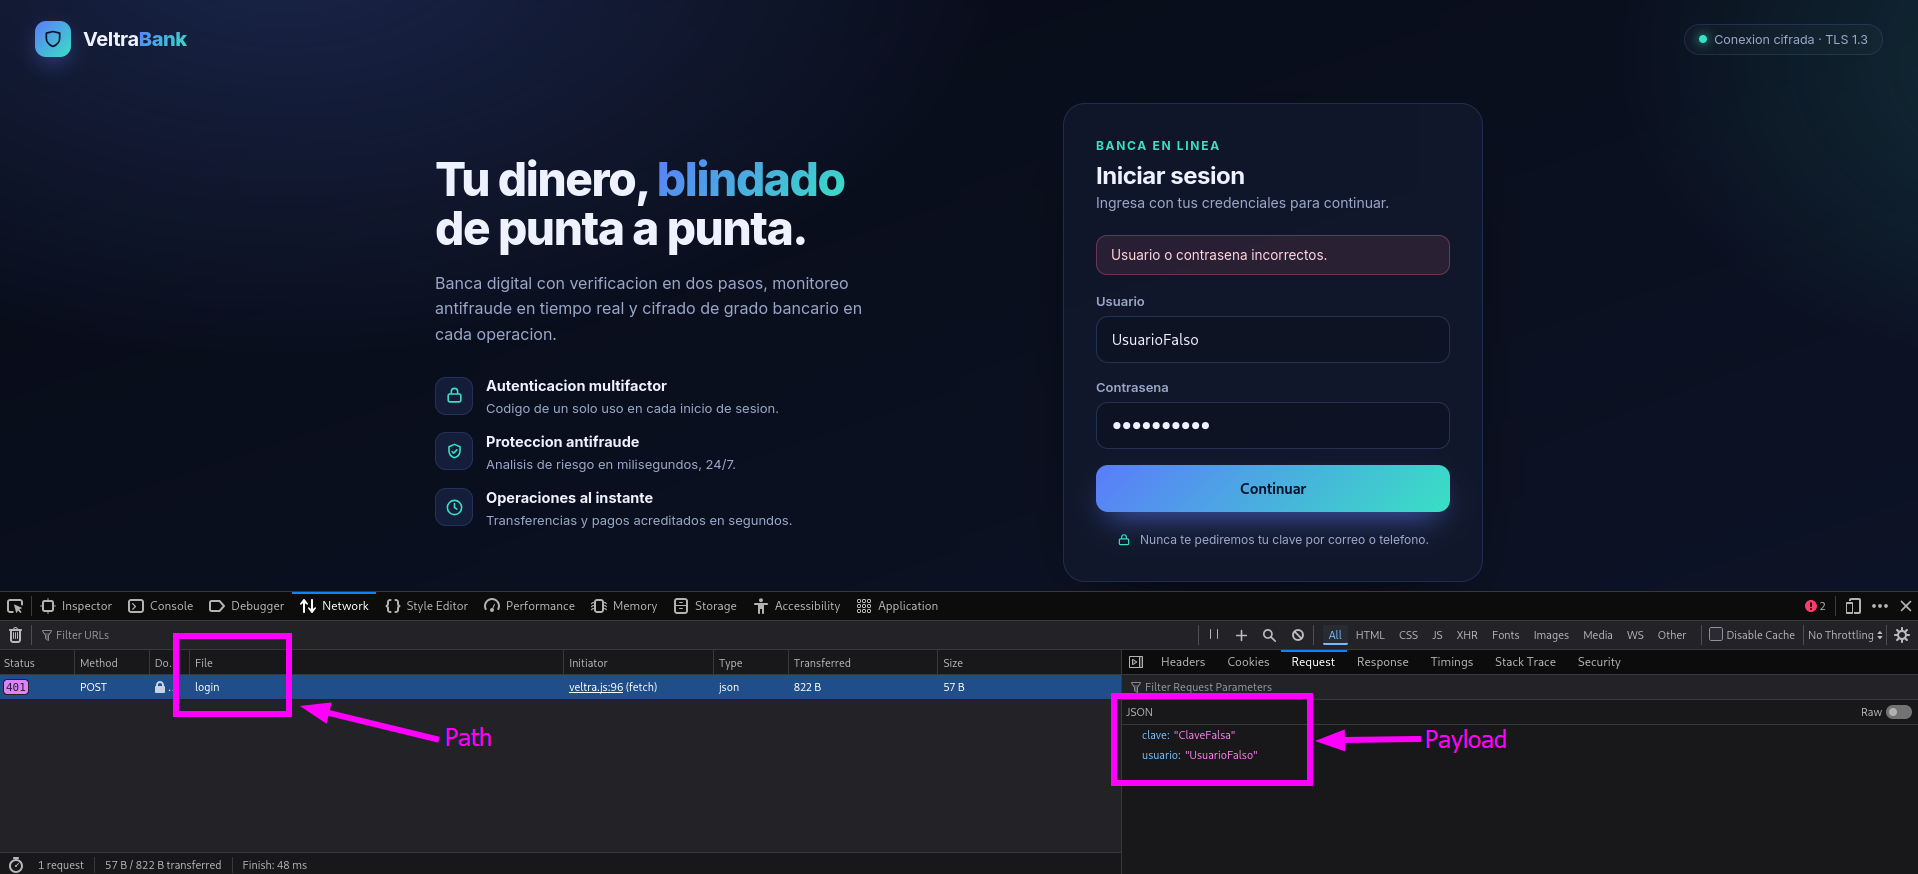 VeltraBank
Conexion cifrada · TLS 1.3
Tu dinero, blindado
de punta a punta.
Banca digital con verificacion en dos pasos, monitoreo
antifraude en tiempo real y cifrado de grado bancario en
cada operacion.
Autenticacion multifactor
Codigo de un solo uso en cada inicio de sesion.
Proteccion antifraude
Analisis de riesgo en milisegundos, 24/7.
Operaciones al instante
Transferencias y pagos acreditados en segundos.
BANCA EN LINEA
Iniciar sesion
Ingresa con tus credenciales para continuar.
Usuario o contrasena incorrectos.
Usuario
UsuarioFalso
Contrasena
●●●●●●●●●●
Continuar
Nunca te pediremos tu clave por correo o telefono.
Inspector Console Debugger Network Style Editor Performance Memory Storage Accessibility Application 2
Filter URLs All HTML CSS JS XHR Fonts Images Media WS Other Disable Cache No Throttling
Status Method Do... File Initiator Type Transferred Size
401 POST login veltra.js:96 (fetch) json 822 B 57 B
Path
1 request 57 B / 822 B transferred Finish: 48 ms
Headers Cookies Request Response Timings Stack Trace Security
Filter Request Parameters
JSON Raw
clave: "ClaveFalsa"
usuario: "UsuarioFalso"
Payload